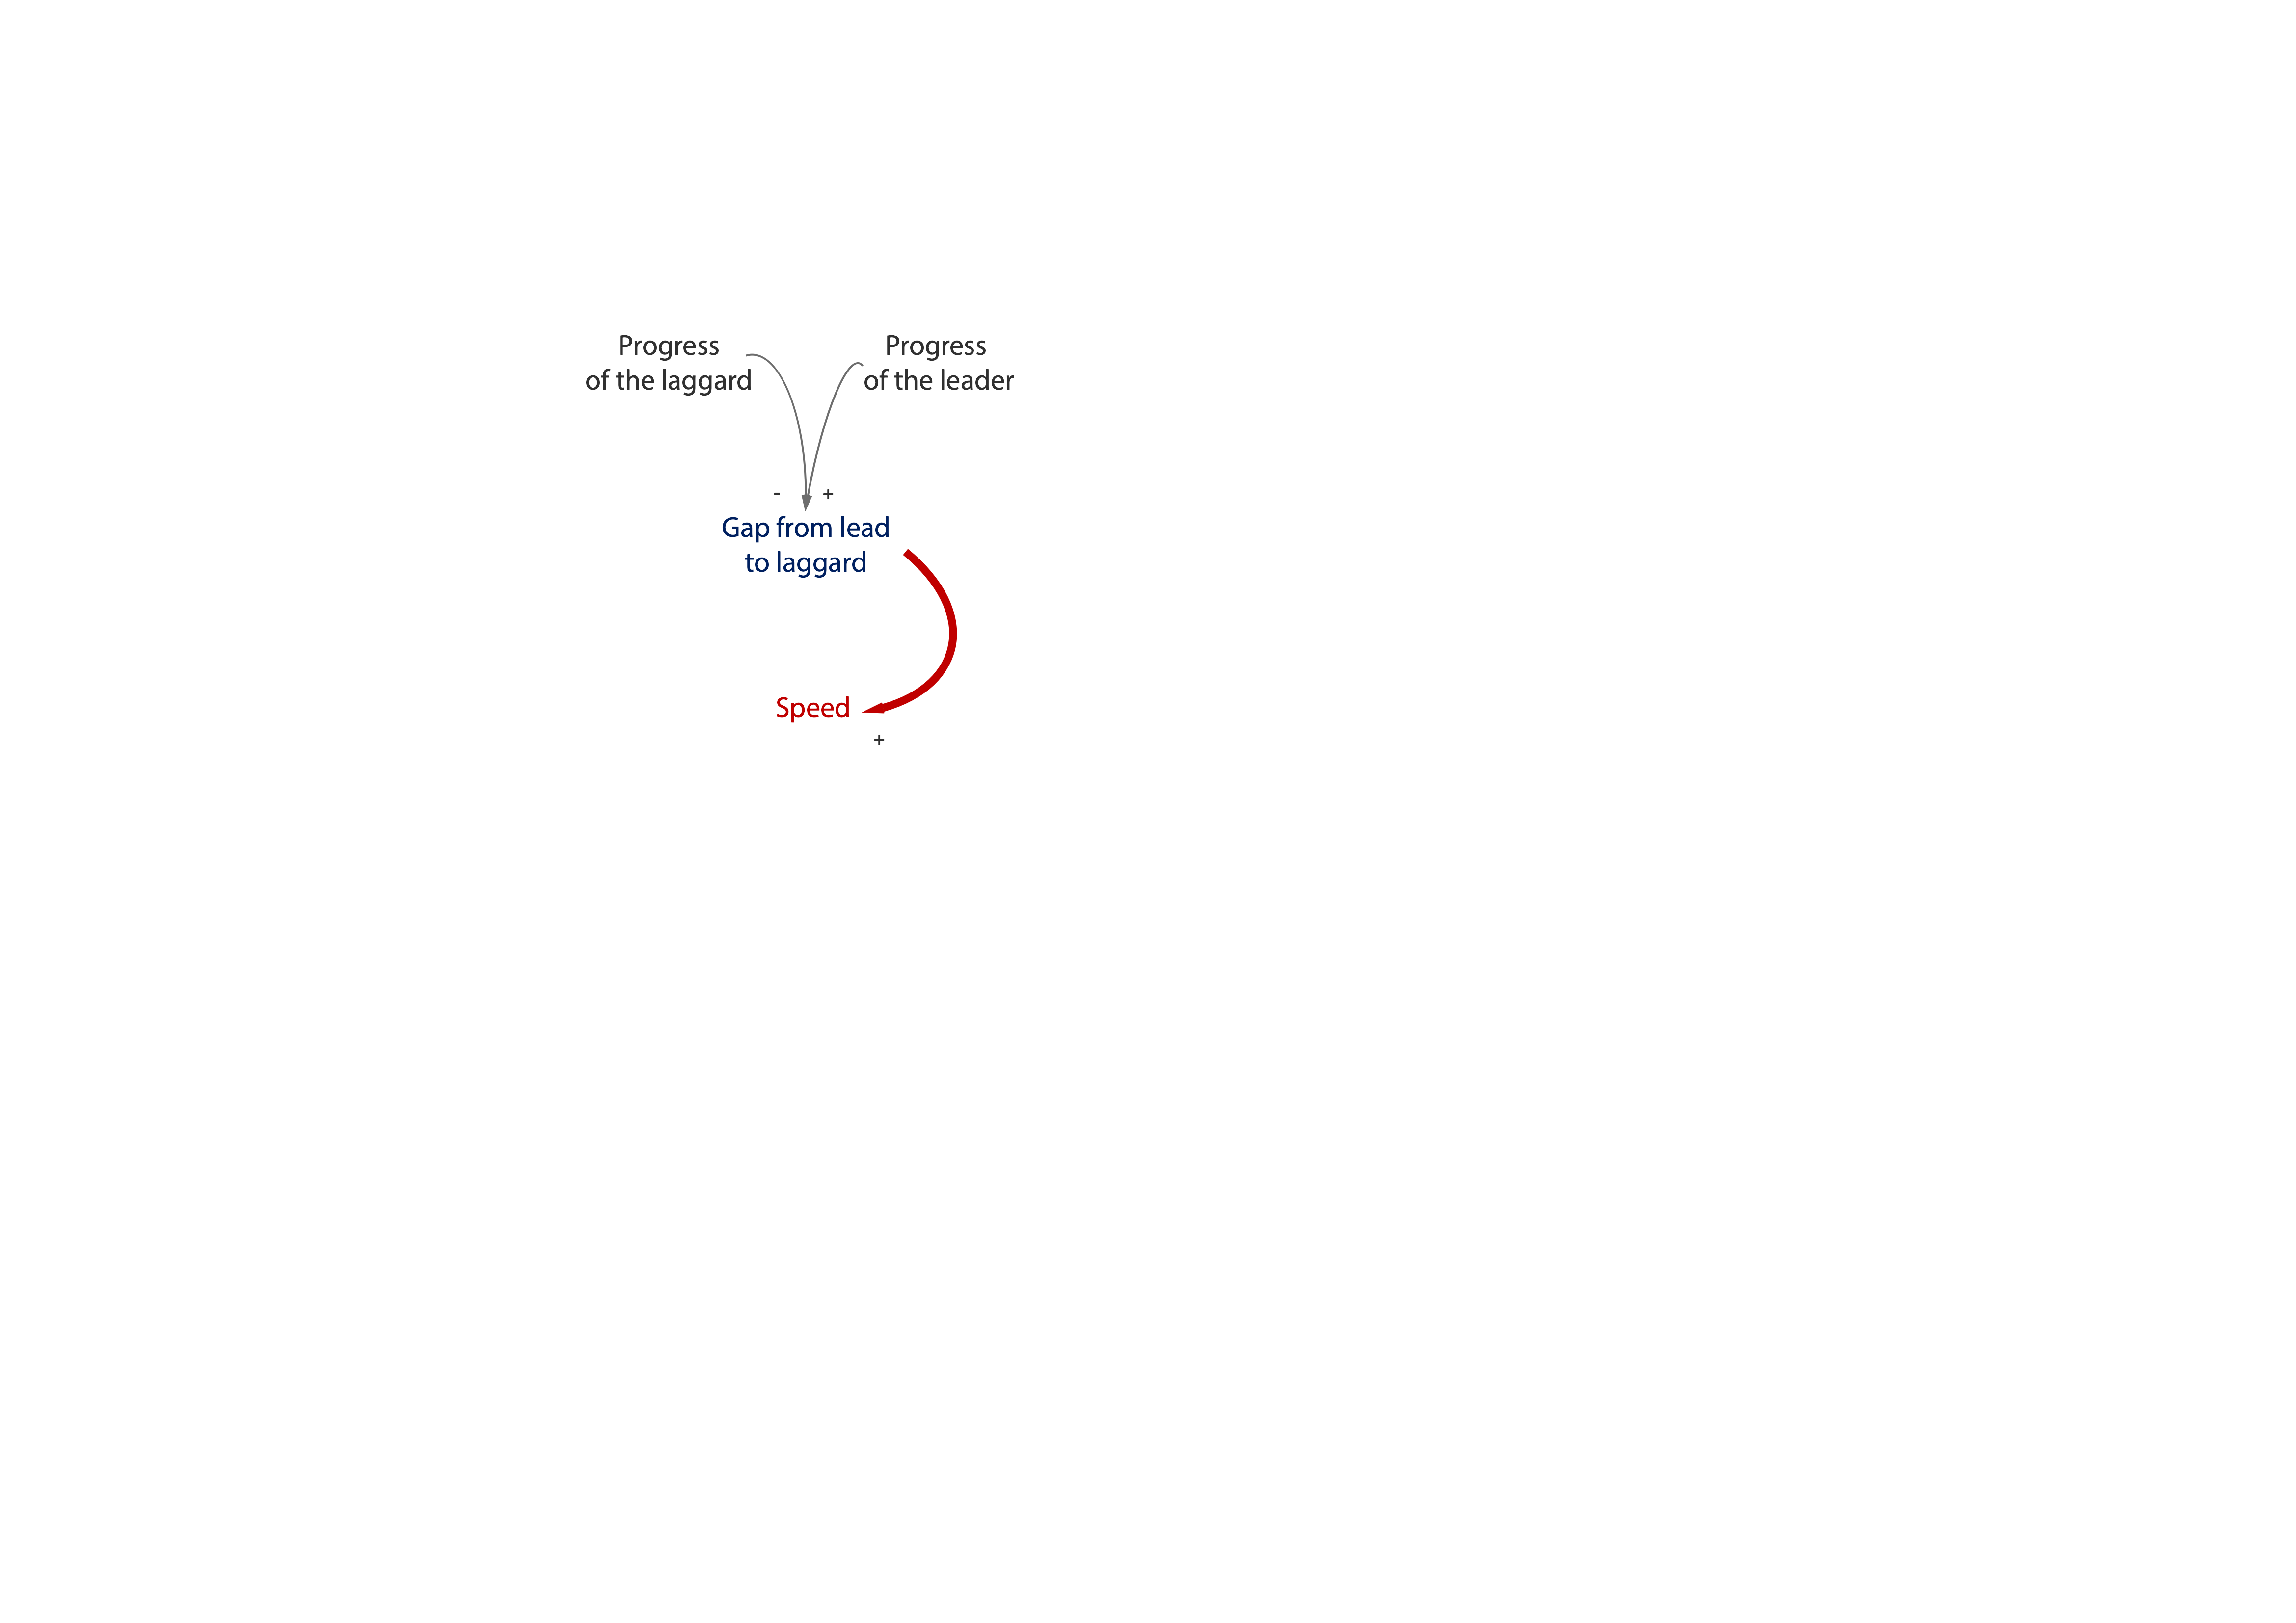 Progress
of the laggard
Progress
of the leader
- +
Gap from lead
to laggard
Speed
+